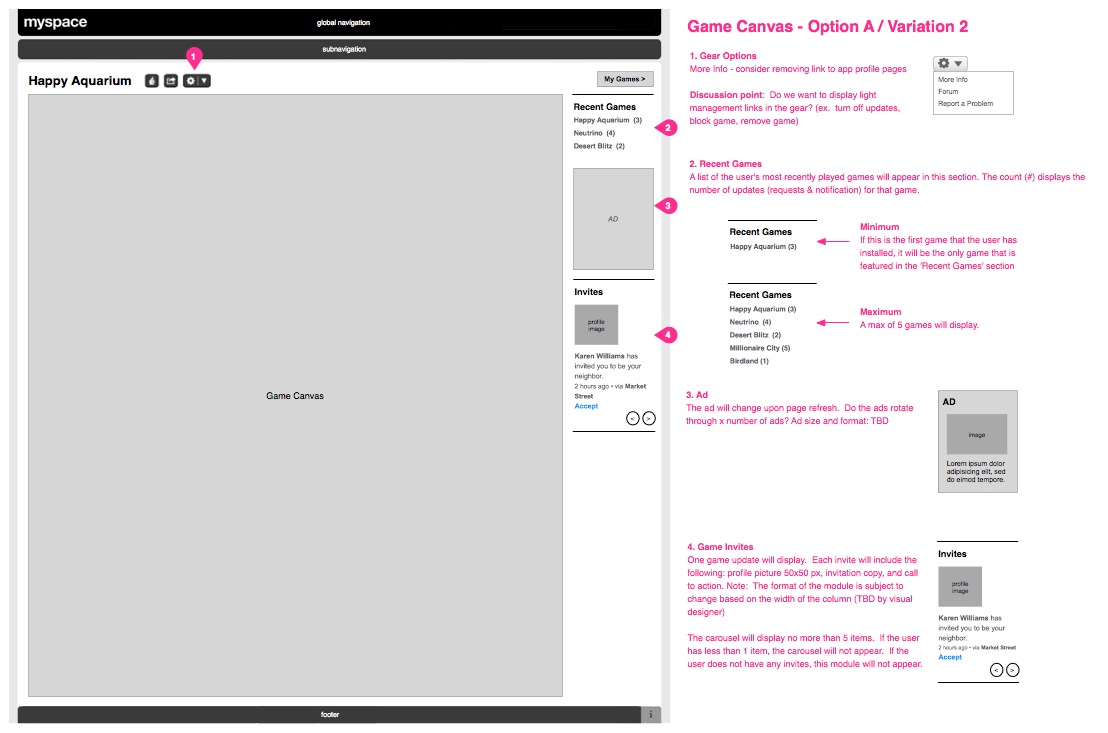 myspace
global navigation
subnavigation
1
Happy Aquarium
My Games >
Recent Games
Happy Aquarium (3)
Neutrino (4)
Desert Blitz (2)
2
AD
3
Invites
profile
image
4
Karen Williams has
invited you to be your
neighbor.
2 hours ago • via Market
Street
Accept
< >
Game Canvas
footer
i
Game Canvas - Option A / Variation 2
1. Gear Options
More Info - consider removing link to app profile pages
Discussion point: Do we want to display light
management links in the gear? (ex. turn off updates,
block game, remove game)
More Info
Forum
Report a Problem
2. Recent Games
A list of the user's most recently played games will appear in this section. The count (#) displays the
number of updates (requests & notification) for that game.
Recent Games
Happy Aquarium (3)
Minimum
If this is the first game that the user has
installed, it will be the only game that is
featured in the 'Recent Games' section
Recent Games
Happy Aquarium (3)
Neutrino (4)
Desert Blitz (2)
Millionaire City (5)
Birdland (1)
Maximum
A max of 5 games will display.
3. Ad
The ad will change upon page refresh. Do the ads rotate
through x number of ads? Ad size and format: TBD
AD
image
Lorem ipsum dolor
adipisicing elit, sed
do eimod tempore.
4. Game Invites
One game update will display. Each invite will include the
following: profile picture 50x50 px, invitation copy, and call
to action. Note: The format of the module is subject to
change based on the width of the column (TBD by visual
designer)
The carousel will display no more than 5 items. If the user
has less than 1 item, the carousel will not appear. If the
user does not have any invites, this module will not appear.
Invites
profile
image
Karen Williams has
invited you to be your
neighbor.
2 hours ago • via Market Street
Accept
< >